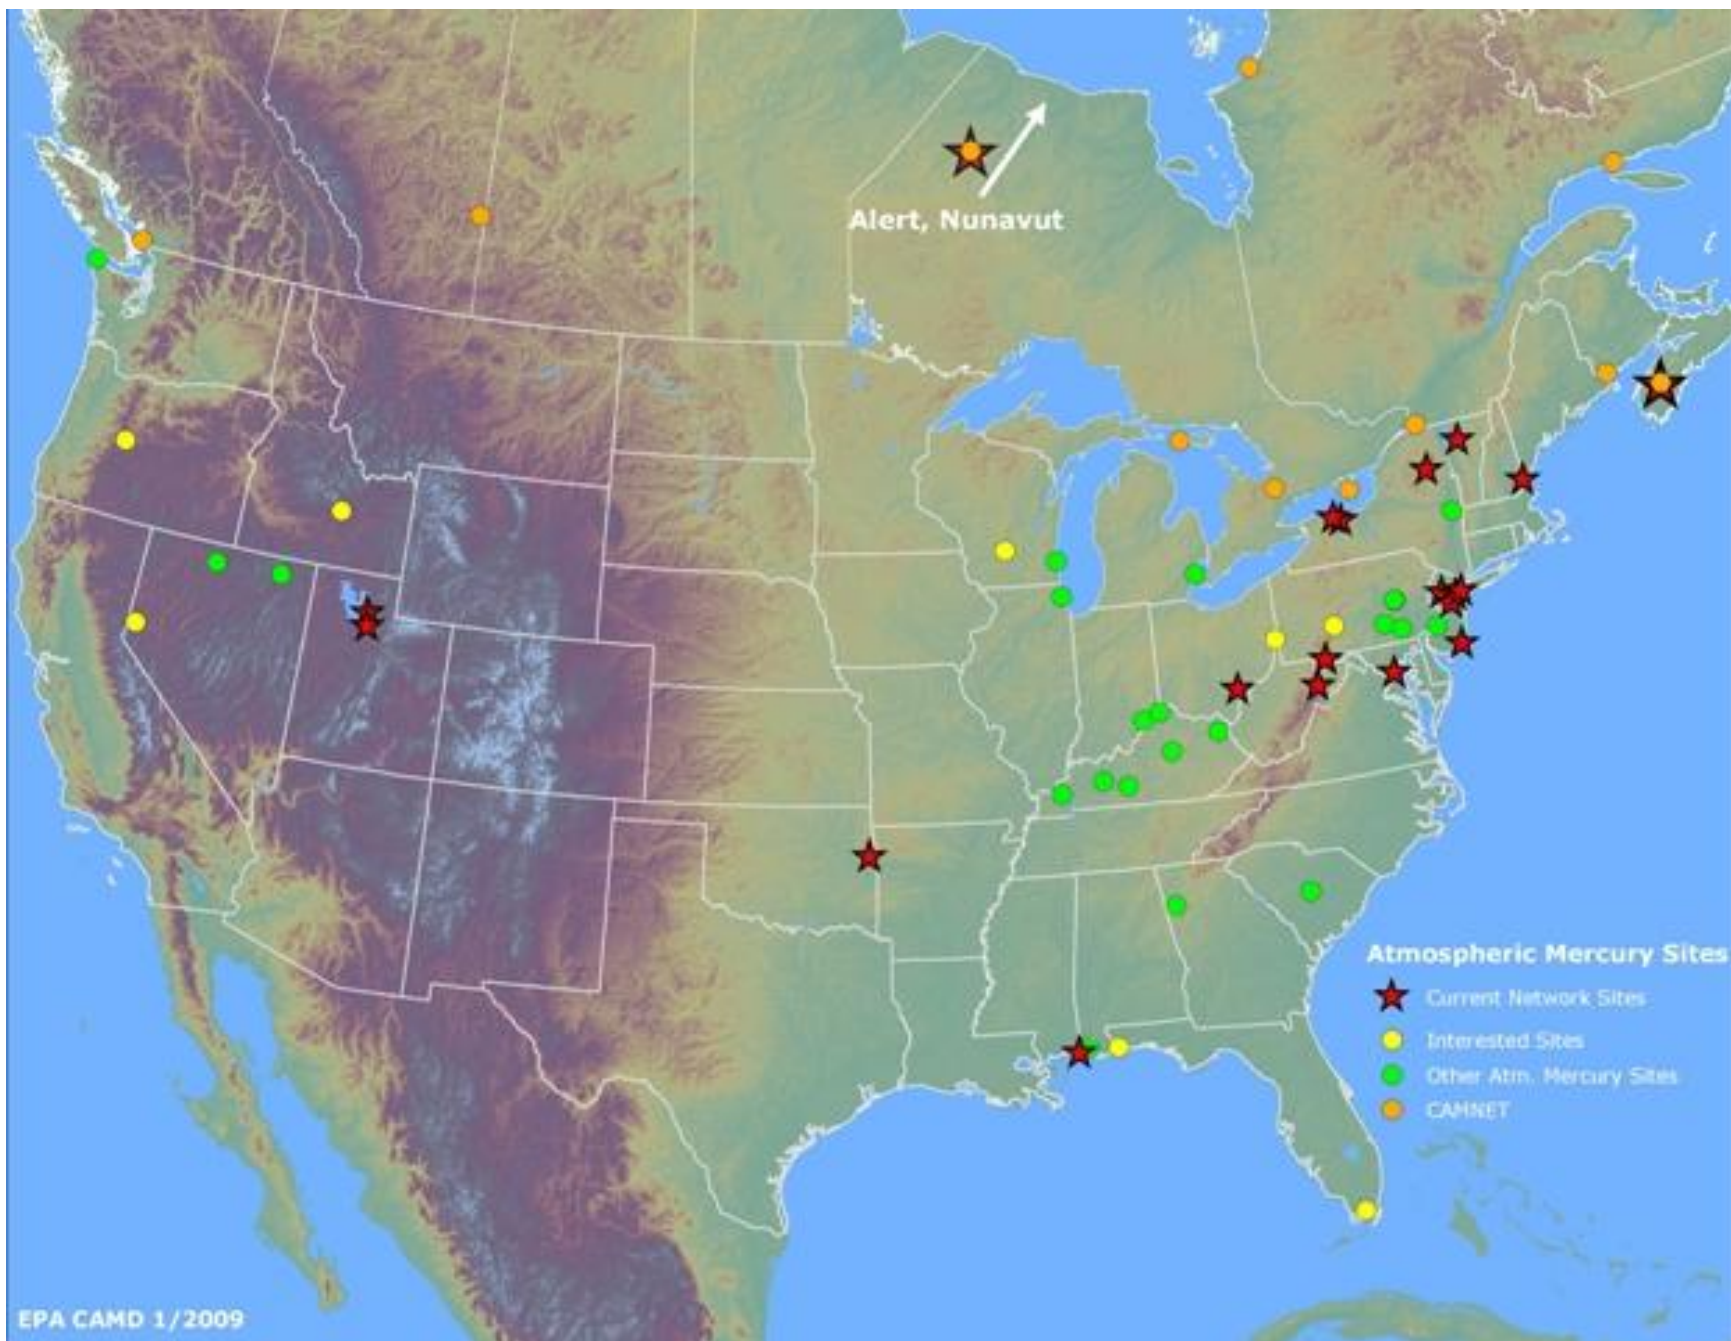 Alert, Nunavut
Atmospheric Mercury Sites
Current Network Sites
Interested Sites
Other Atm. Mercury Sites
CAMNET
EPA CAMD 1/2009